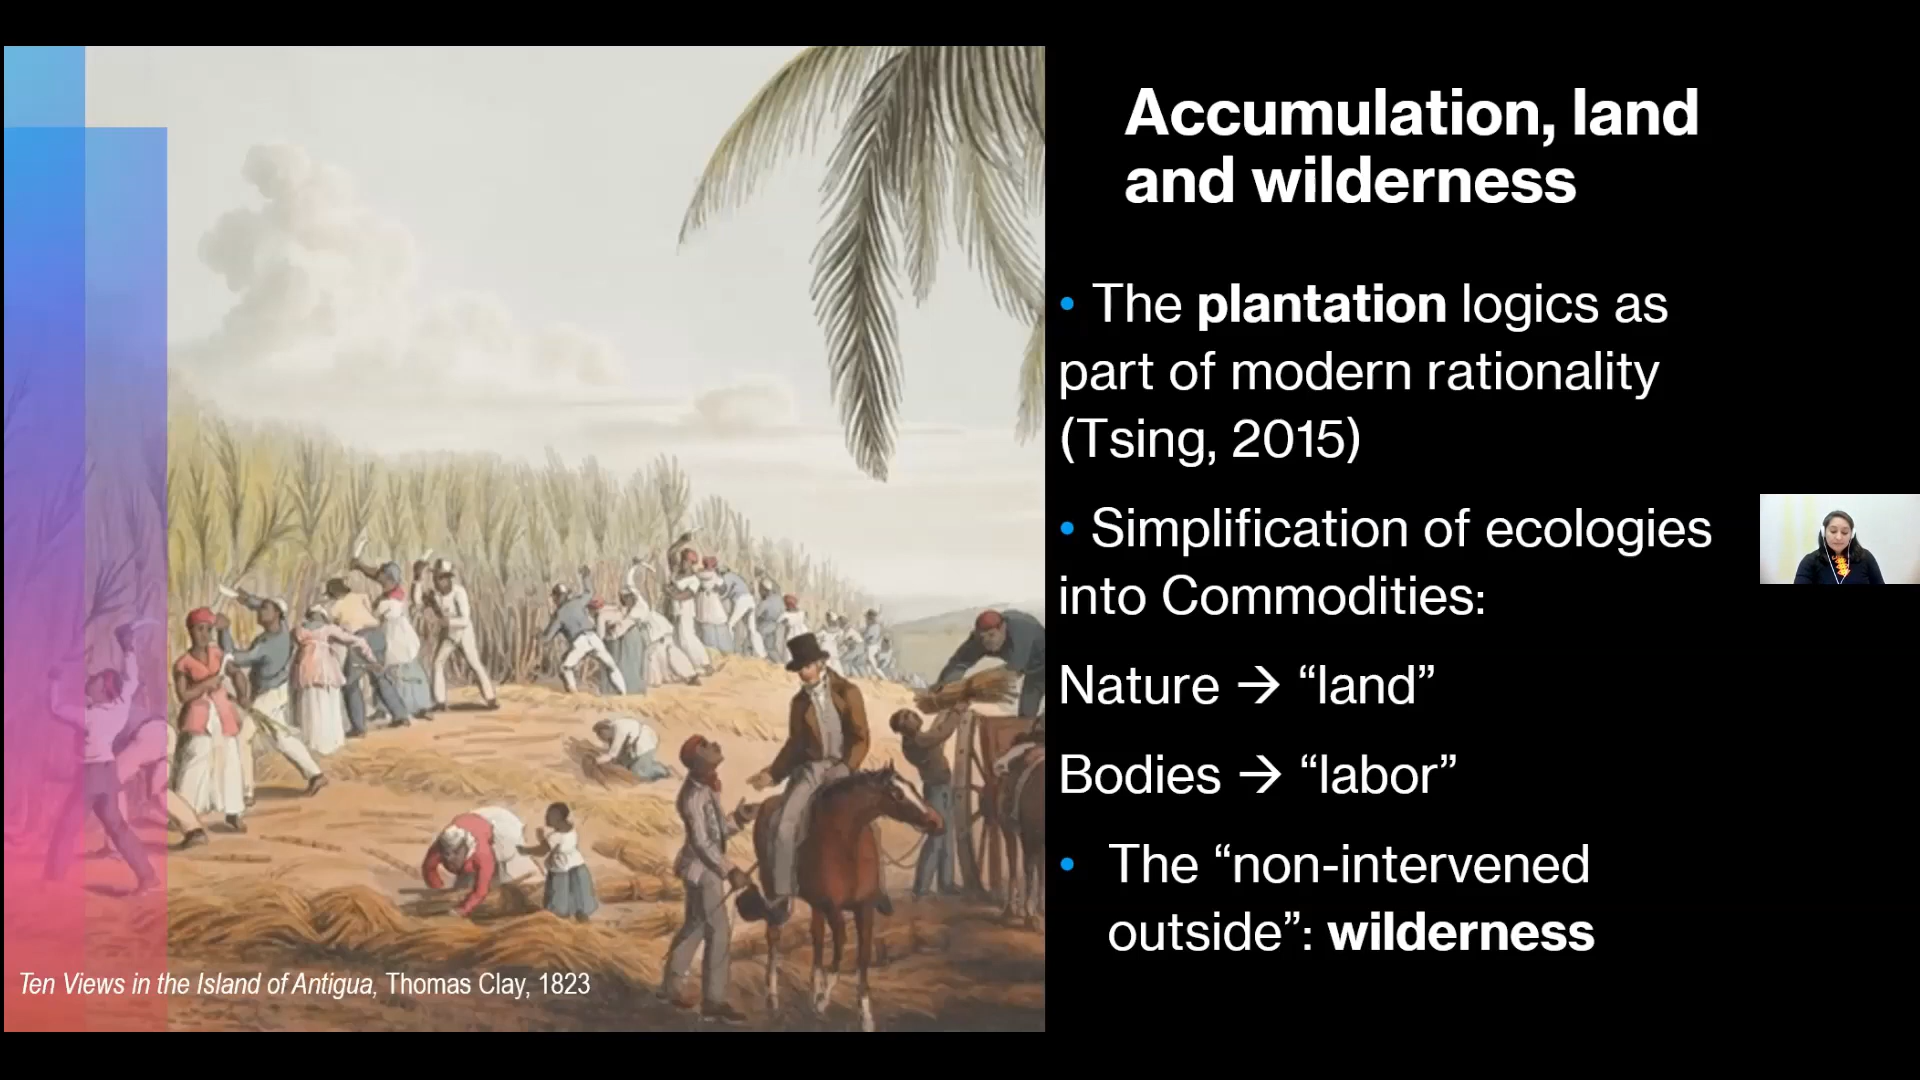 Accumulation, land
and wilderness
• The plantation logics as
part of modern rationality
(Tsing, 2015)
• Simplification of ecologies
into Commodities:
Nature → “land”
Bodies → “labor”
• The “non-intervened
outside”: wilderness
Ten Views in the Island of Antigua, Thomas Clay, 1823